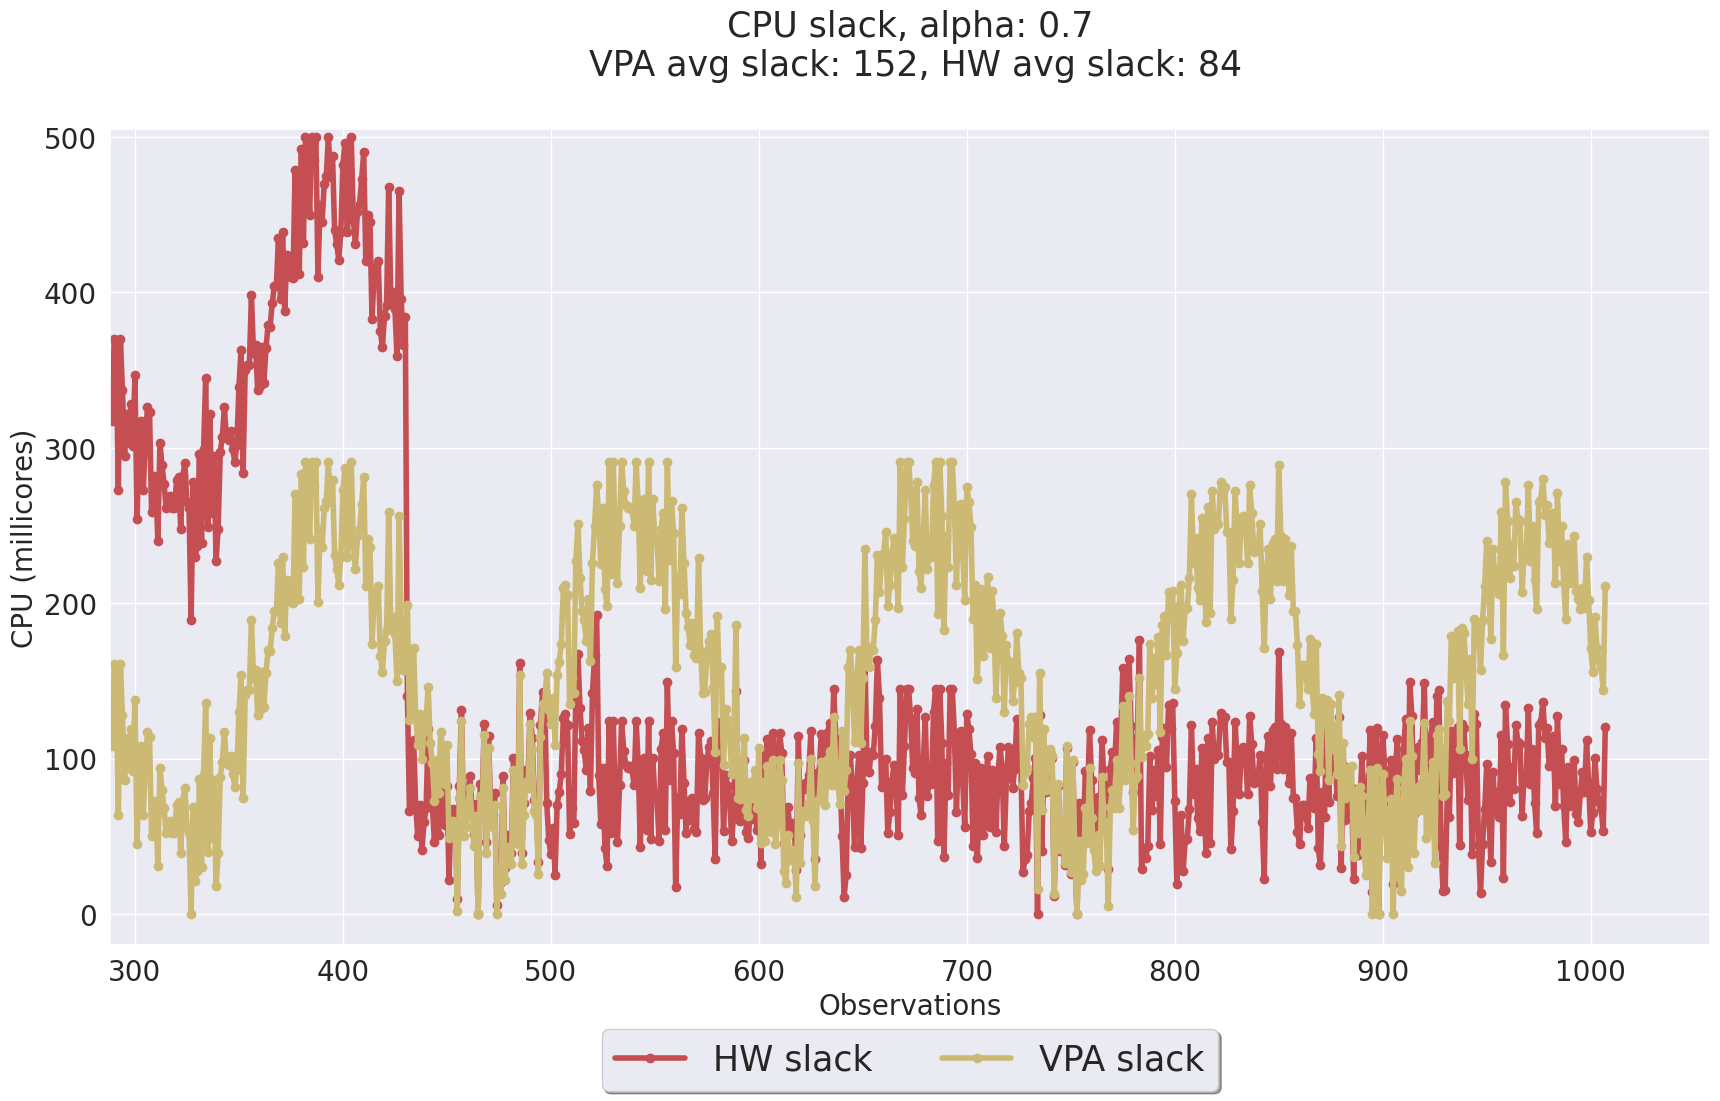 CPU slack, alpha: 0.7
VPA avg slack: 152, HW avg slack: 84
500
400
300
200
100
0
CPU (millicores)
300 400 500 600 700 800 900 1000
Observations
HW slack VPA slack